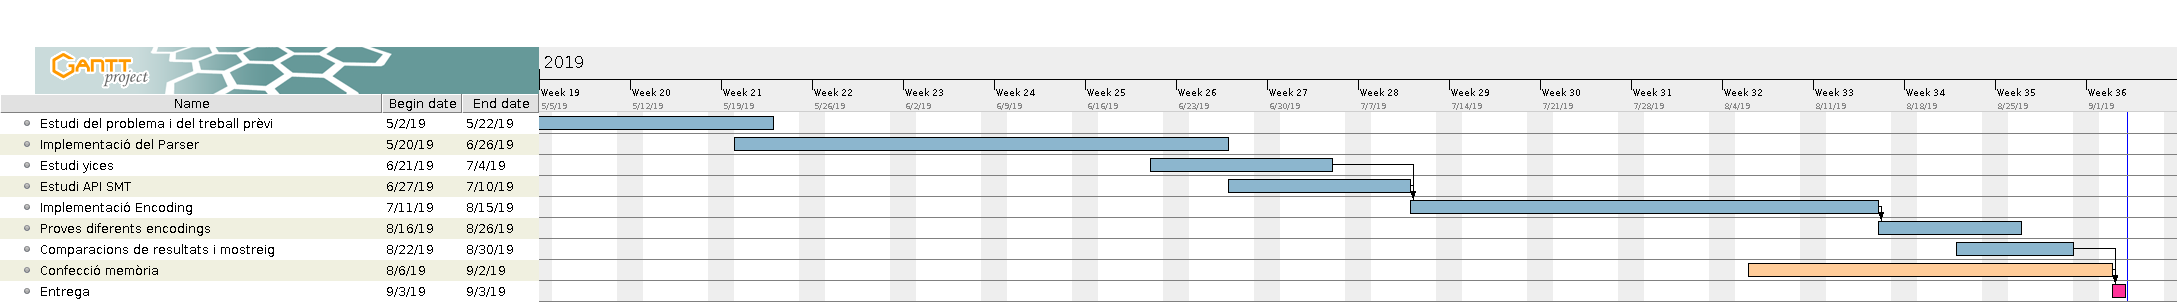 GANTT
project
2019
Week 19 Week 20 Week 21 Week 22 Week 23 Week 24 Week 25 Week 26 Week 27 Week 28 Week 29 Week 30 Week 31 Week 32 Week 33 Week 34 Week 35 Week 36
Name Begin date End date 5/5/19 5/12/19 5/19/19 5/26/19 6/2/19 6/9/19 6/16/19 6/23/19 6/30/19 7/7/19 7/14/19 7/21/19 7/28/19 8/4/19 8/11/19 8/18/19 8/25/19 9/1/19
Estudi del problema i del treball prèvi 5/2/19 5/22/19
Implementació del Parser 5/20/19 6/26/19
Estudi yices 6/21/19 7/4/19
Estudi API SMT 6/27/19 7/10/19
Implementació Encoding 7/11/19 8/15/19
Proves diferents encodings 8/16/19 8/26/19
Comparacions de resultats i mostreig 8/22/19 8/30/19
Confecció memòria 8/6/19 9/2/19
Entrega 9/3/19 9/3/19